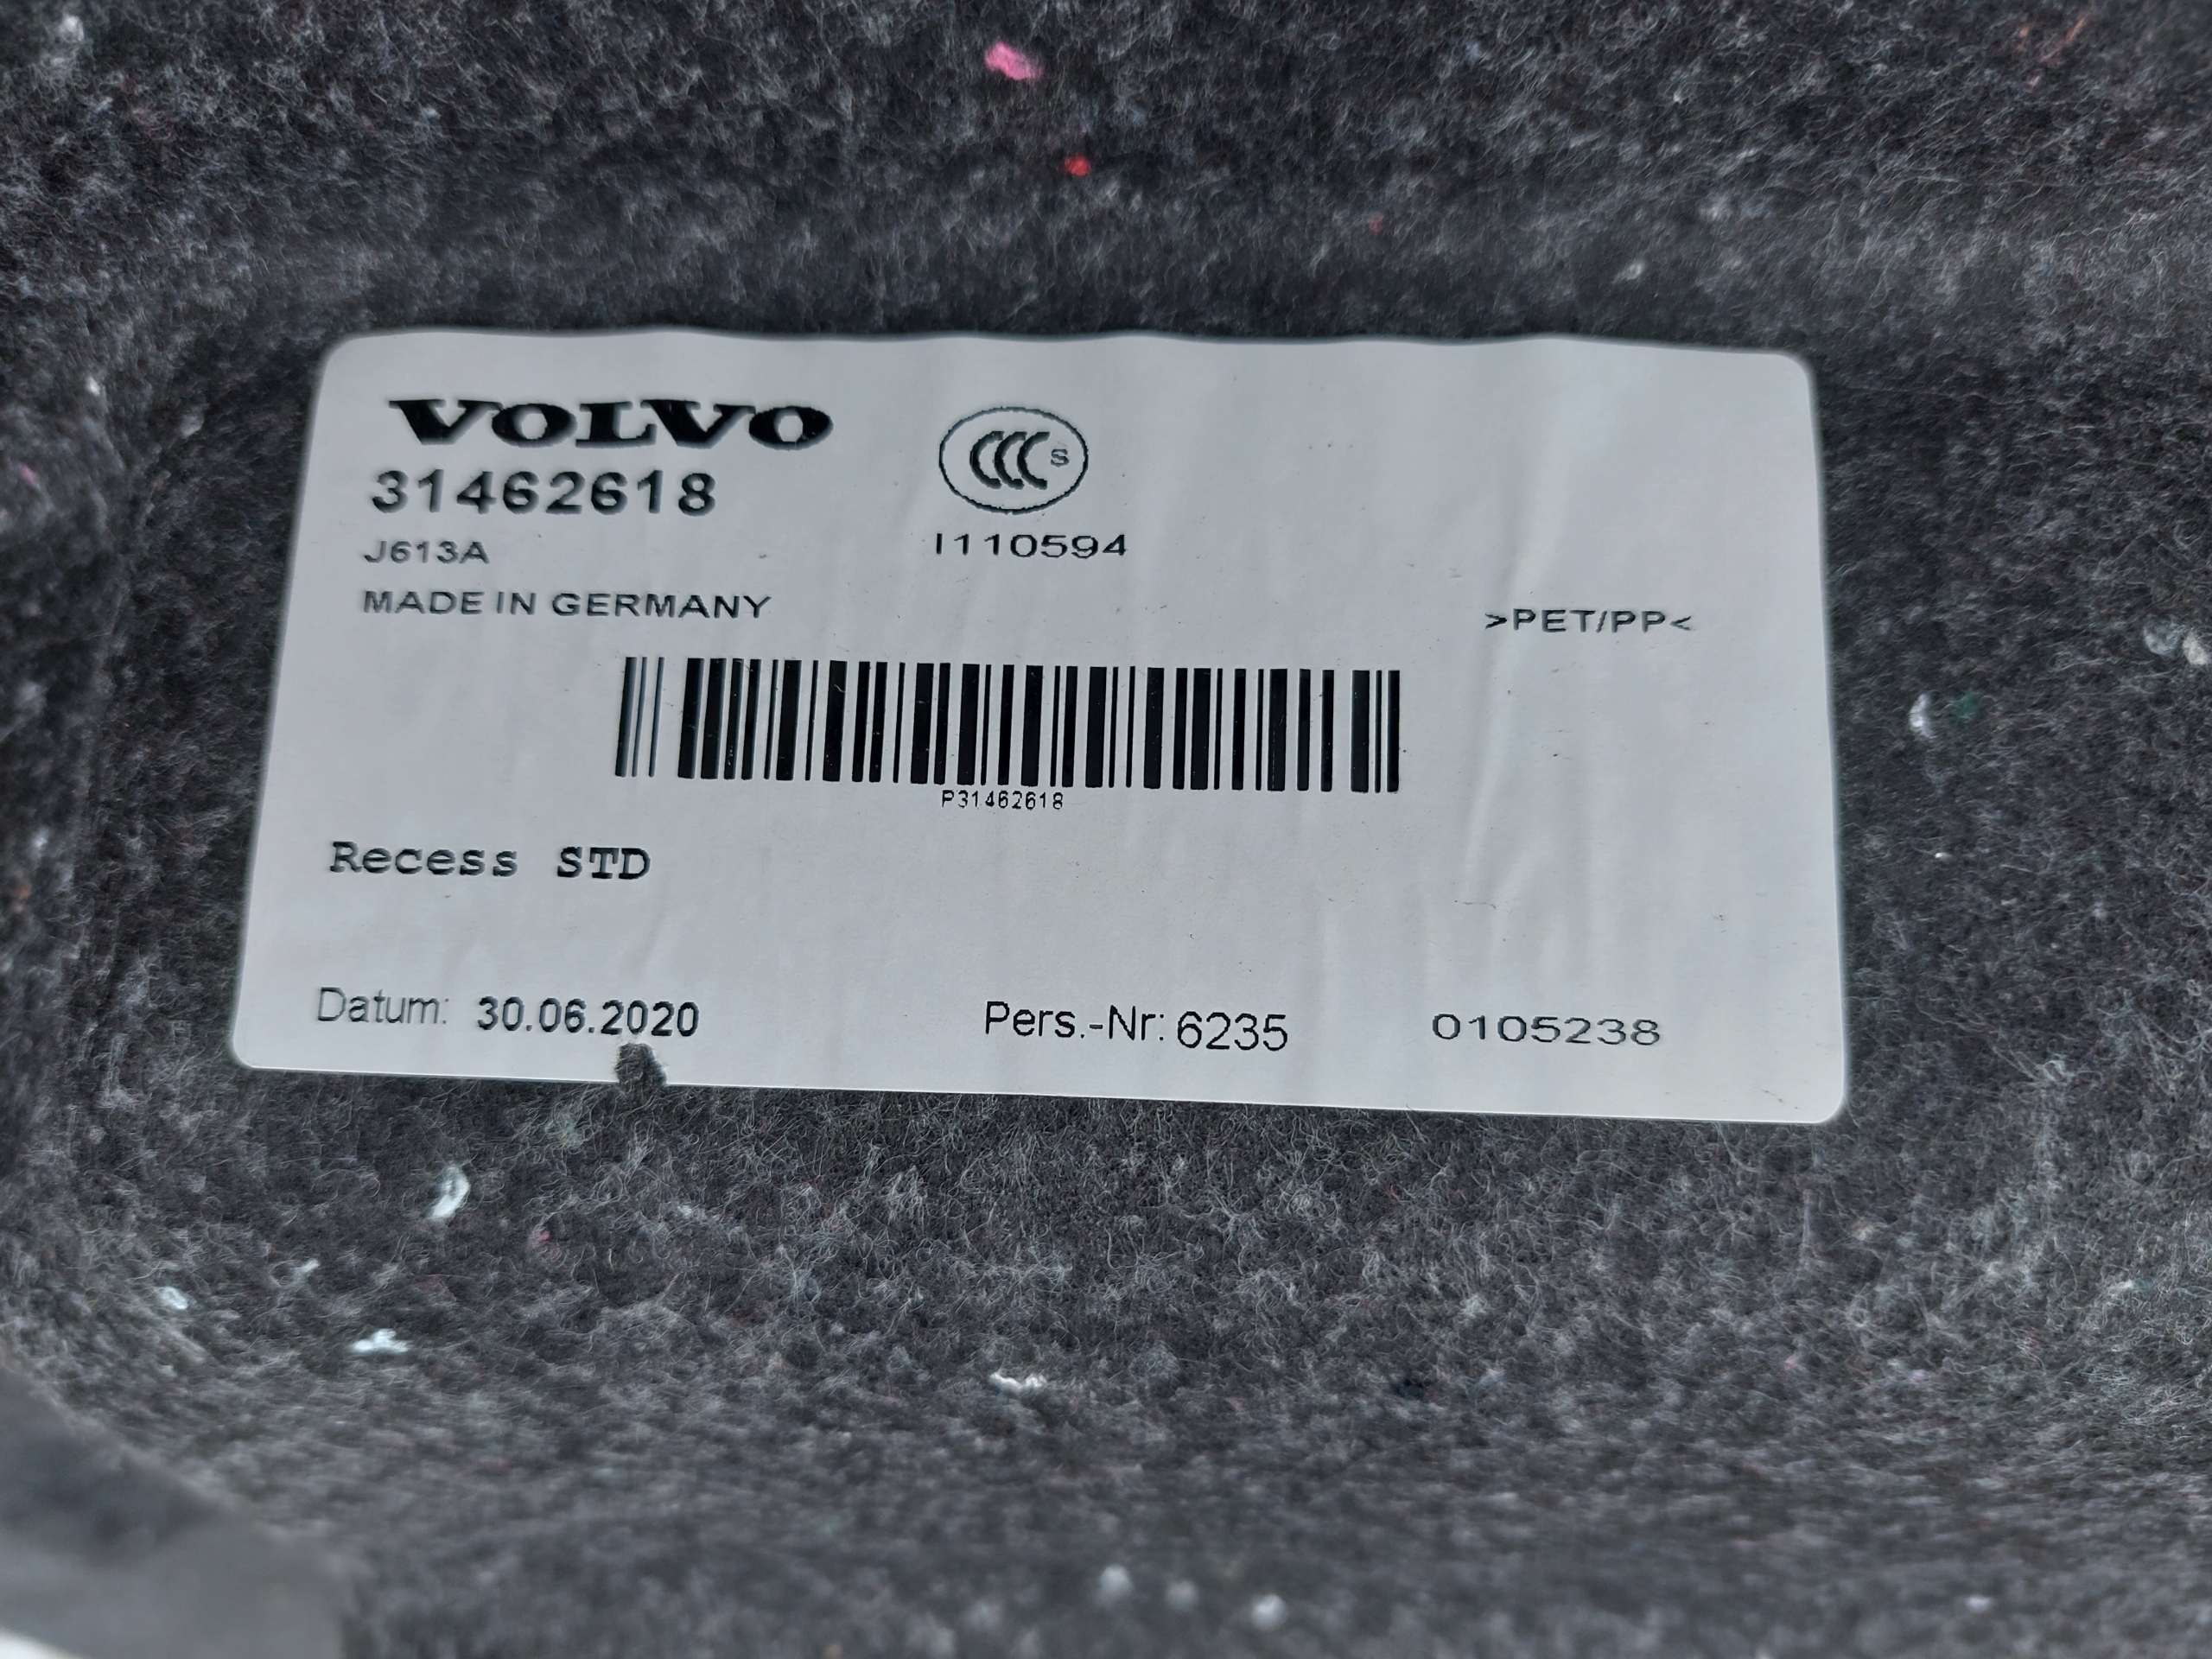 VOLVO
31462618
J613A
MADE IN GERMANY
CCC S
I110594
>PET/PP<
P31462618
Recess STD
Datum: 30.06.2020
Pers.-Nr: 6235
0105238